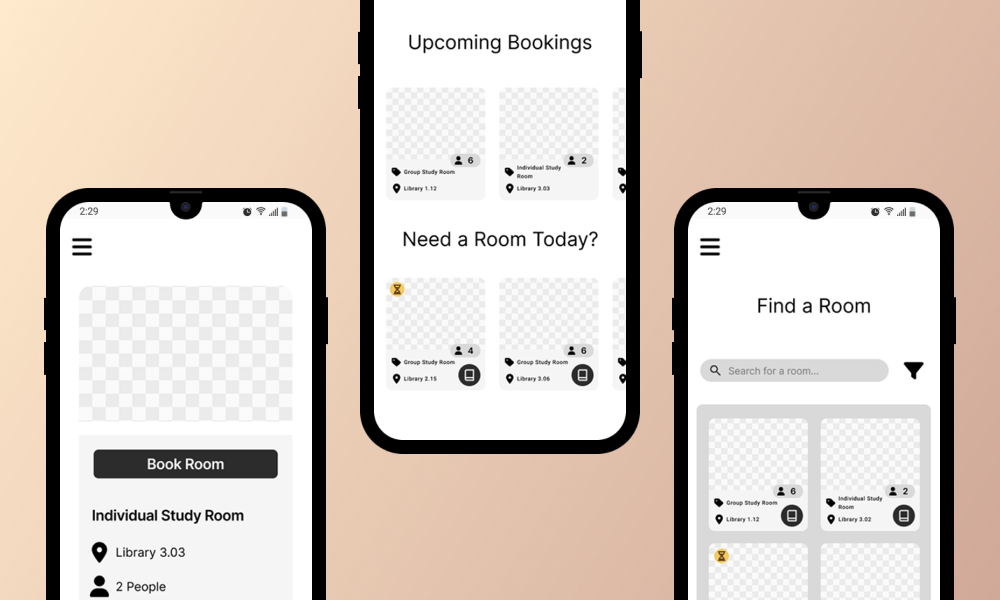 2:29
Book Room
Individual Study Room
Library 3.03
2 People
Upcoming Bookings
6
Group Study Room
Library 1.12
2
Individual Study
Room
Library 3.03
Need a Room Today?
4
Group Study Room
Library 2.15
6
Group Study Room
Library 3.06
2:29
Find a Room
Search for a room...
6
Group Study Room
Library 1.12
2
Individual Study
Room
Library 3.02